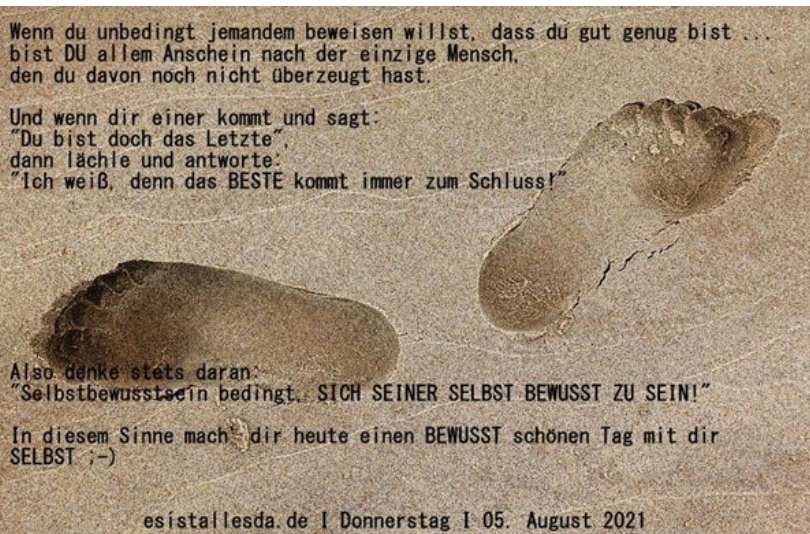 Wenn du unbedingt jemandem beweisen willst, dass du gut genug bist ...
bist DU allem Anschein nach der einzige Mensch,
den du davon noch nicht überzeugt hast.
Und wenn dir einer kommt und sagt:
"Du bist doch das Letzte",
dann lächle und antworte:
"Ich weiß, denn das BESTE kommt immer zum Schluss!"
Also denke stets daran:
"Selbstbewusstsein bedingt, SICH SEINER SELBST BEWUSST ZU SEIN!"
In diesem Sinne mach' dir heute einen BEWUSST schönen Tag mit dir
SELBST ;-)
esistallesda.de I Donnerstag I 05. August 2021